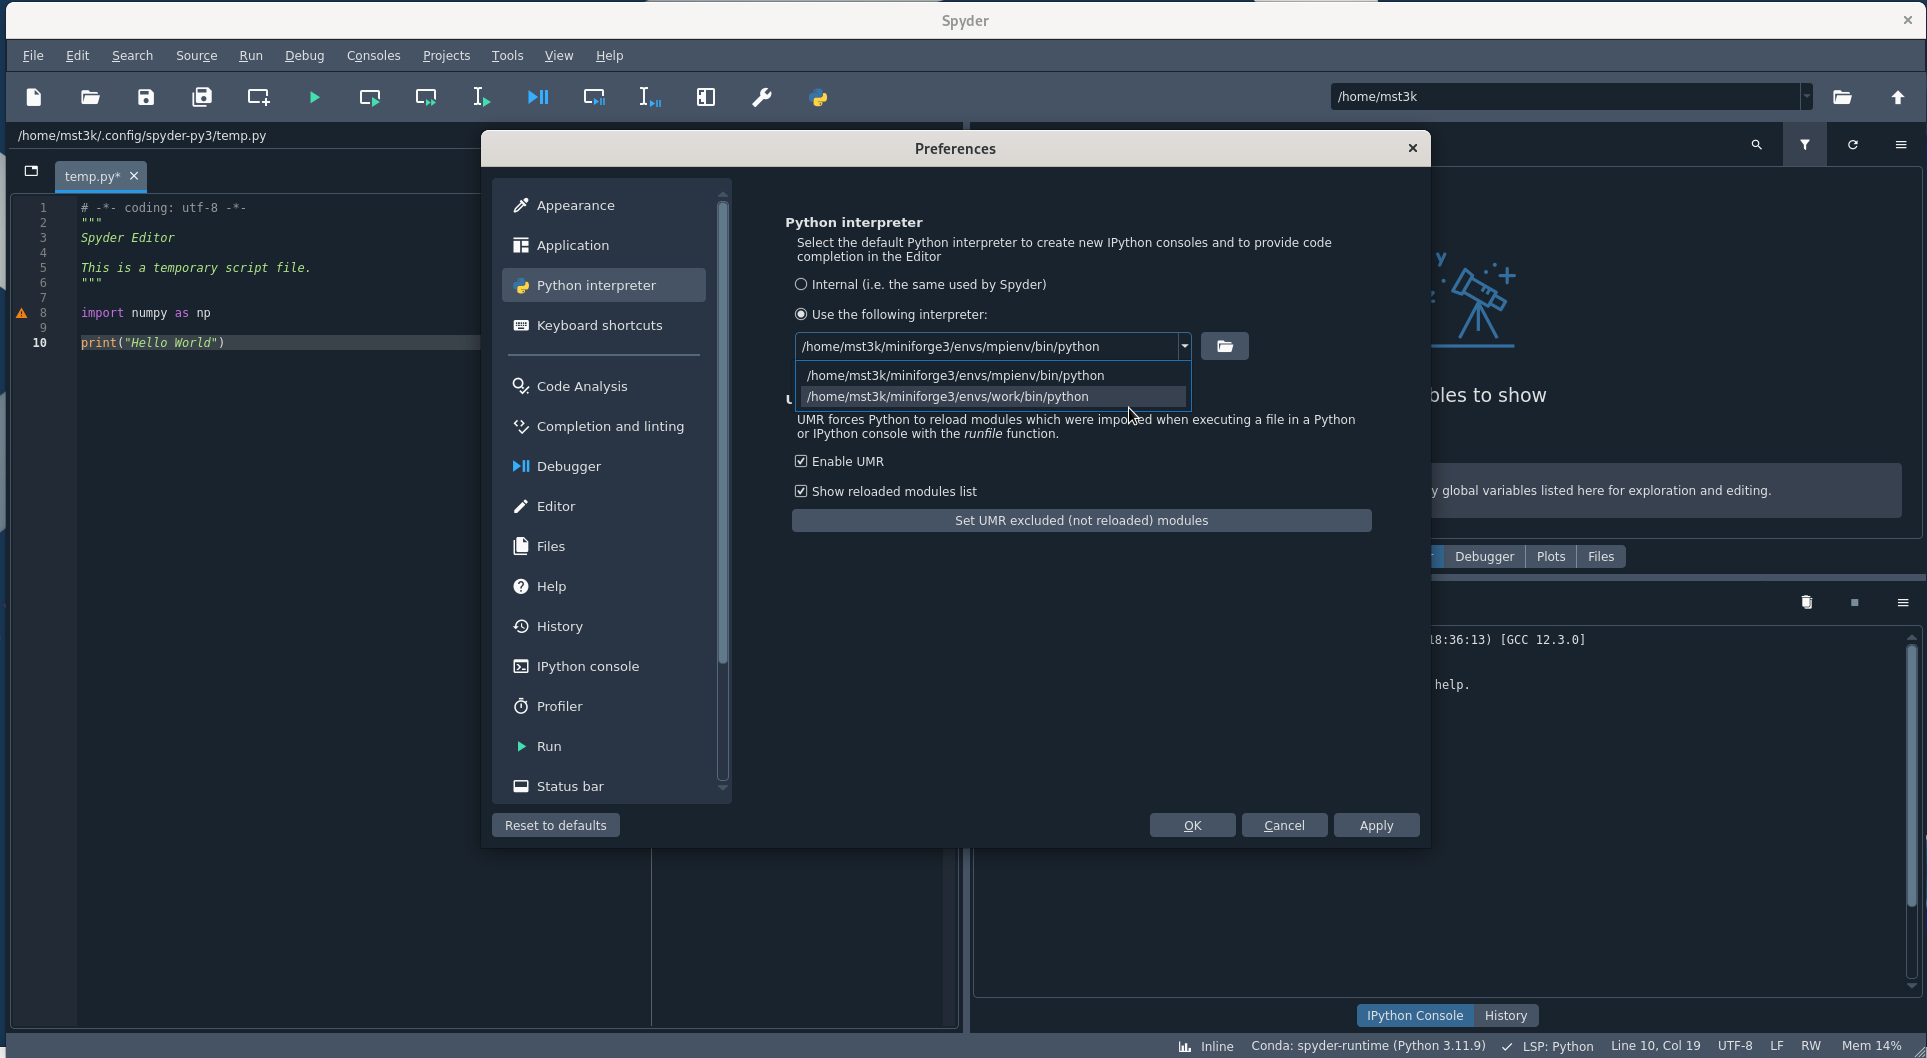 Spyder
File Edit Search Source Run Debug Consoles Projects Tools View Help
/home/mst3k
/home/mst3k/.config/spyder-py3/temp.py
temp.py*
1 # -*- coding: utf-8 -*-
2 """
3 Spyder Editor
4
5 This is a temporary script file.
6 """
7
8 import numpy as np
9
10 print("Hello World")
Preferences
Appearance
Application
Python interpreter
Keyboard shortcuts
Code Analysis
Completion and linting
Debugger
Editor
Files
Help
History
IPython console
Profiler
Run
Status bar
Python interpreter
Select the default Python interpreter to create new IPython consoles and to provide code
completion in the Editor
Internal (i.e. the same used by Spyder)
Use the following interpreter:
/home/mst3k/miniforge3/envs/mpienv/bin/python
/home/mst3k/miniforge3/envs/mpienv/bin/python
/home/mst3k/miniforge3/envs/work/bin/python
UMR forces Python to reload modules which were imported when executing a file in a Python
or IPython console with the runfile function.
Enable UMR
Show reloaded modules list
Set UMR excluded (not reloaded) modules
Reset to defaults
OK Cancel Apply
bles to show
y global variables listed here for exploration and editing.
Debugger Plots Files
18:36:13) [GCC 12.3.0]
help.
IPython Console History
Inline Conda: spyder-runtime (Python 3.11.9) LSP: Python Line 10, Col 19 UTF-8 LF RW Mem 14%